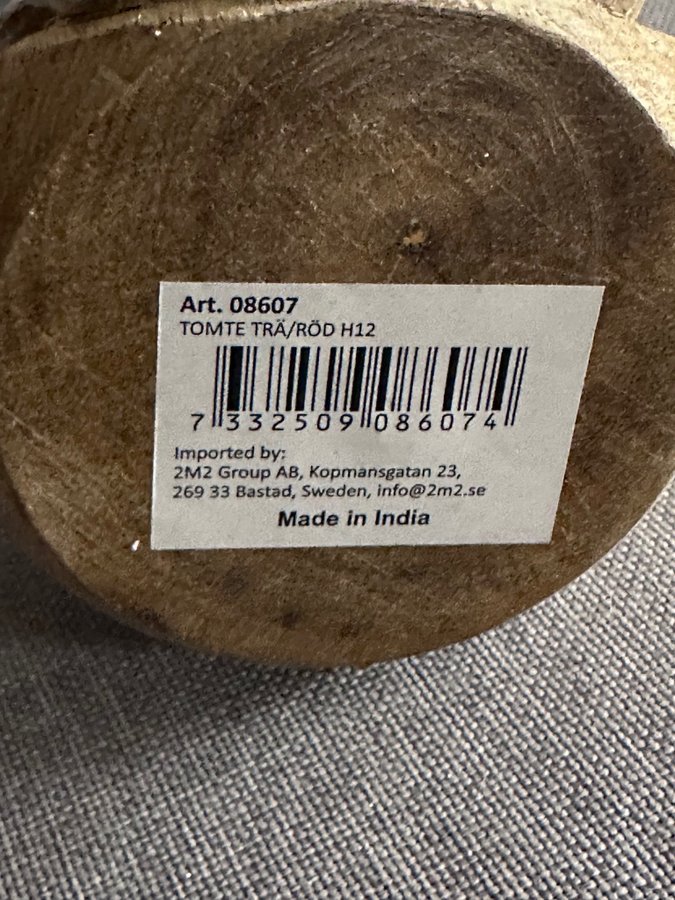 Art. 08607
TOMTE TRÄ/RÖD H12
7 332509 086074
Imported by:
2M2 Group AB, Kopmansgatan 23,
269 33 Bastad, Sweden, info@2m2.se
Made in India